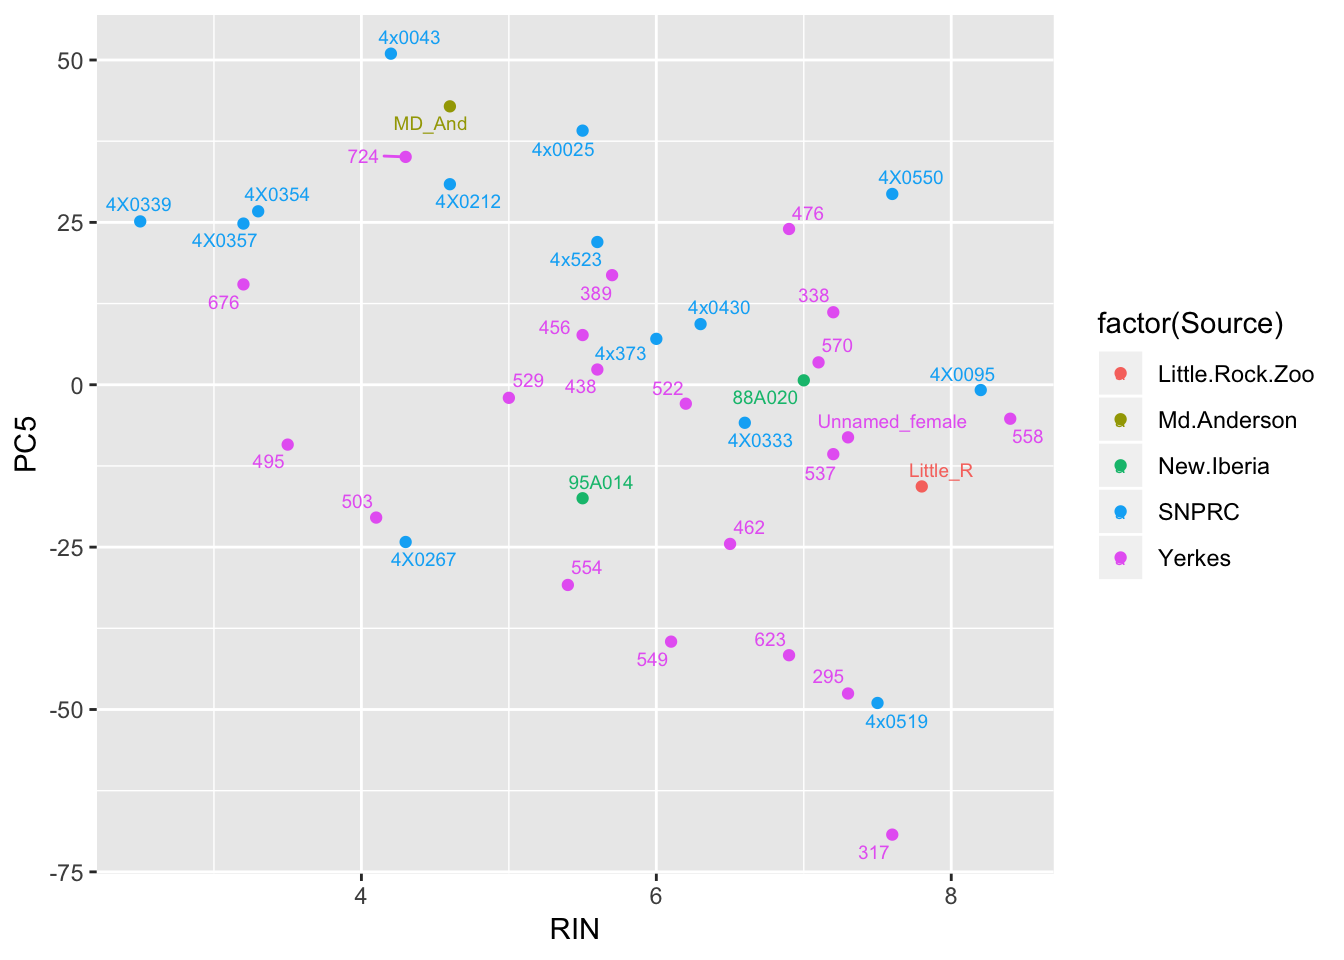 4x0043
50
MD_And
4x0025
724
4X0550
4X0212
4X0339
4X0354
476
25
4X0357
4x523
676
389
338
4x0430
factor(Source)
456
570
4x373
Little.Rock.Zoo
4X0095
529
438
522
0
88A020
Md.Anderson
Unnamed_female
4X0333
558
PC5
495
537
Little_R
New.Iberia
95A014
503
SNPRC
462
-25
4X0267
554
Yerkes
623
549
295
-50
4x0519
317
-75
4
6
8
RIN